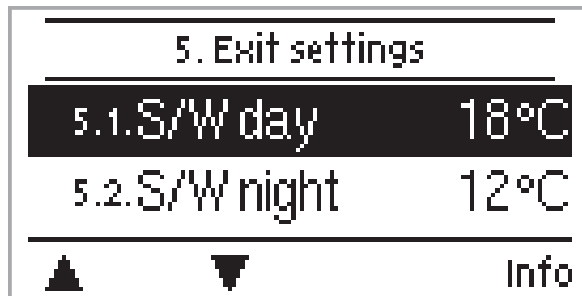 5. Exit settings
5.1.S/W day 18°C
5.2.S/W night 12°C
▲ ▼ Info